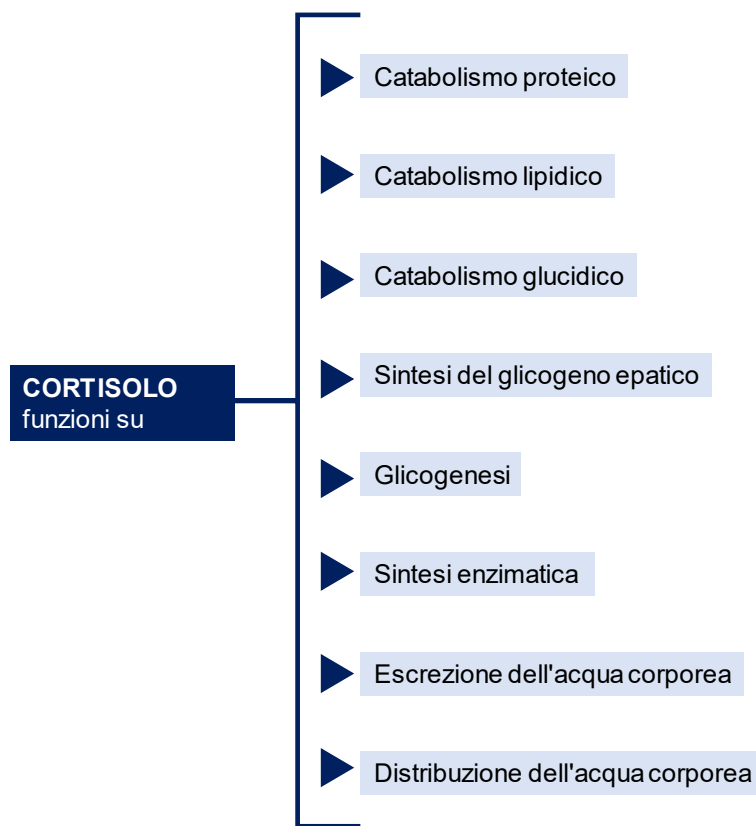 Catabolismo proteico
Catabolismo lipidico
Catabolismo glucidico
CORTISOLO
funzioni su
Sintesi del glicogeno epatico
Glicogenesi
Sintesi enzimatica
Escrezione dell'acqua corporea
Distribuzione dell'acqua corporea